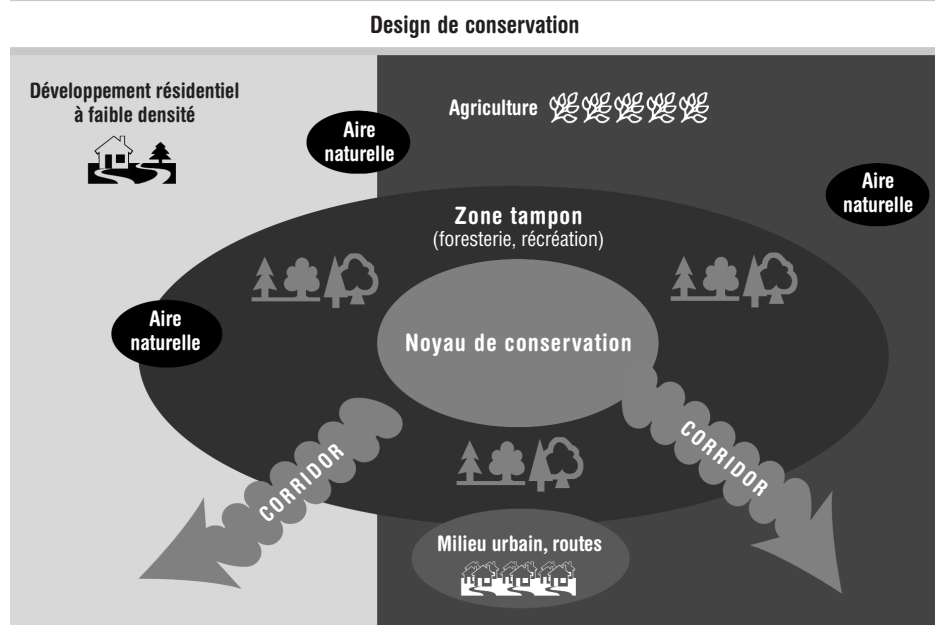 Design de conservation
Développement résidentiel
à faible densité
Agriculture
Aire
naturelle
Aire
naturelle
Zone tampon
(foresterie, récréation)
Aire
naturelle
Noyau de conservation
CORRIDOR
CORRIDOR
Milieu urbain, routes